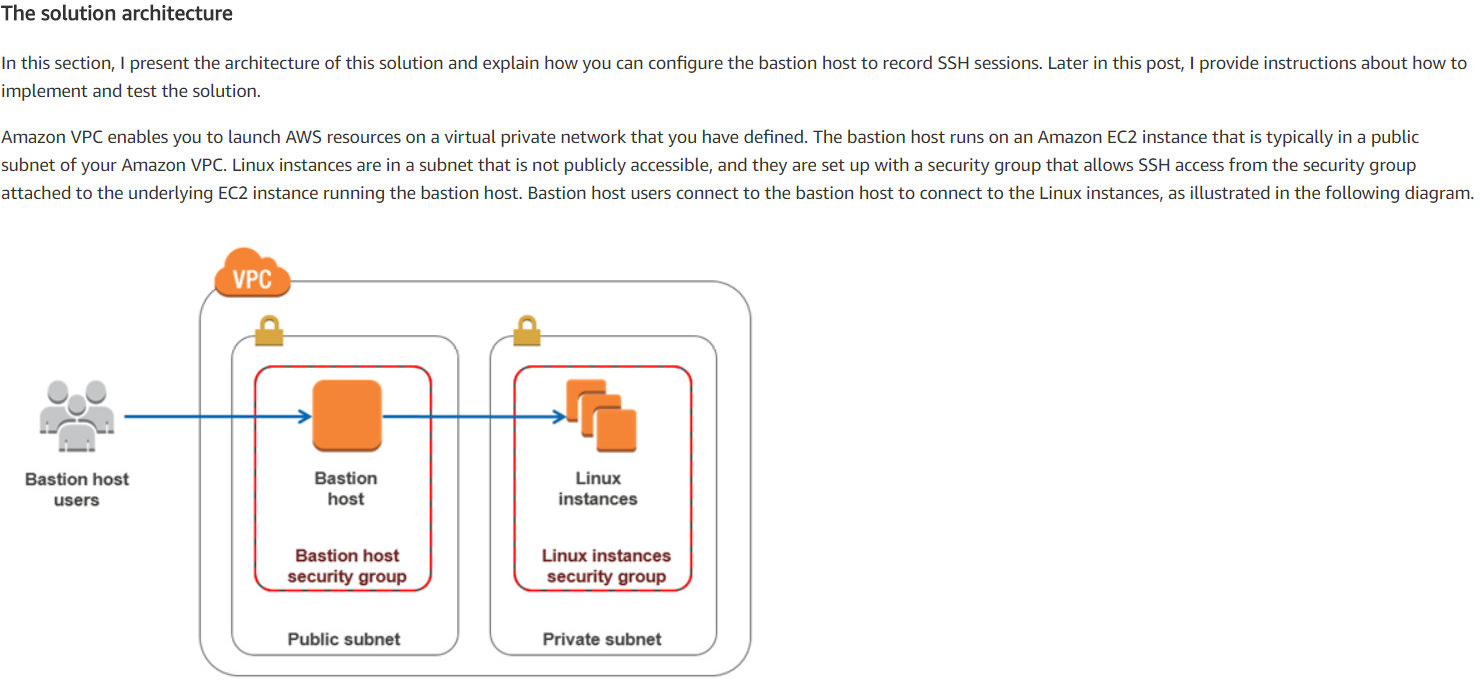 The solution architecture
In this section, I present the architecture of this solution and explain how you can configure the bastion host to record SSH sessions. Later in this post, I provide instructions about how to
implement and test the solution.
Amazon VPC enables you to launch AWS resources on a virtual private network that you have defined. The bastion host runs on an Amazon EC2 instance that is typically in a public
subnet of your Amazon VPC. Linux instances are in a subnet that is not publicly accessible, and they are set up with a security group that allows SSH access from the security group
attached to the underlying EC2 instance running the bastion host. Bastion host users connect to the bastion host to connect to the Linux instances, as illustrated in the following diagram.
VPC
Bastion host
users
Bastion
host
Bastion host
security group
Public subnet
Linux
instances
Linux instances
security group
Private subnet